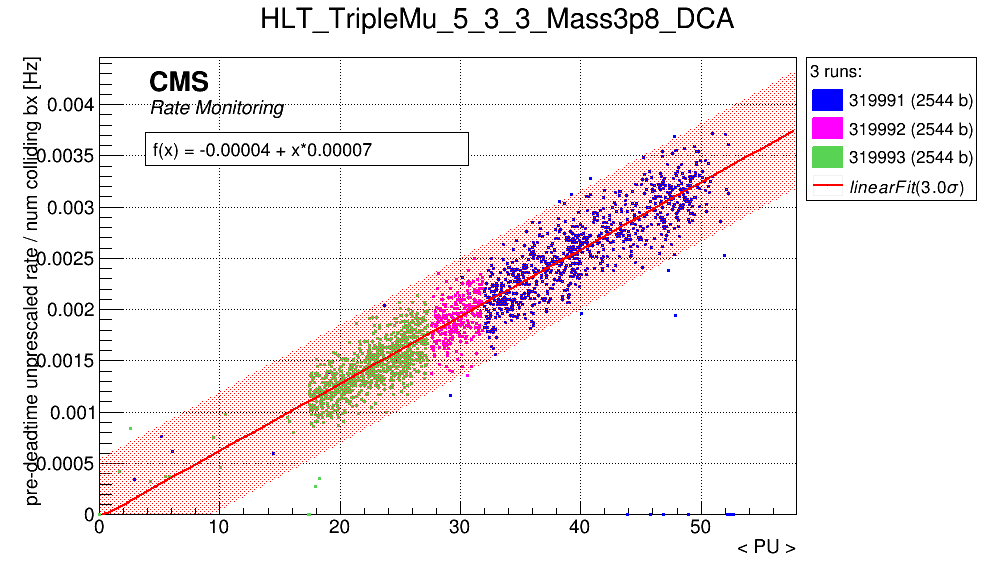 HLT_TripleMu_5_3_3_Mass3p8_DCA
pre-deadtime unprescaled rate / num colliding bx [Hz]
CMS
Rate Monitoring
f(x) = -0.00004 + x*0.00007
0.004
0.0035
0.003
0.0025
0.002
0.0015
0.001
0.0005
0
0 10 20 30 40 50
< PU >
3 runs:
319991 (2544 b)
319992 (2544 b)
319993 (2544 b)
linearFit(3.0σ)